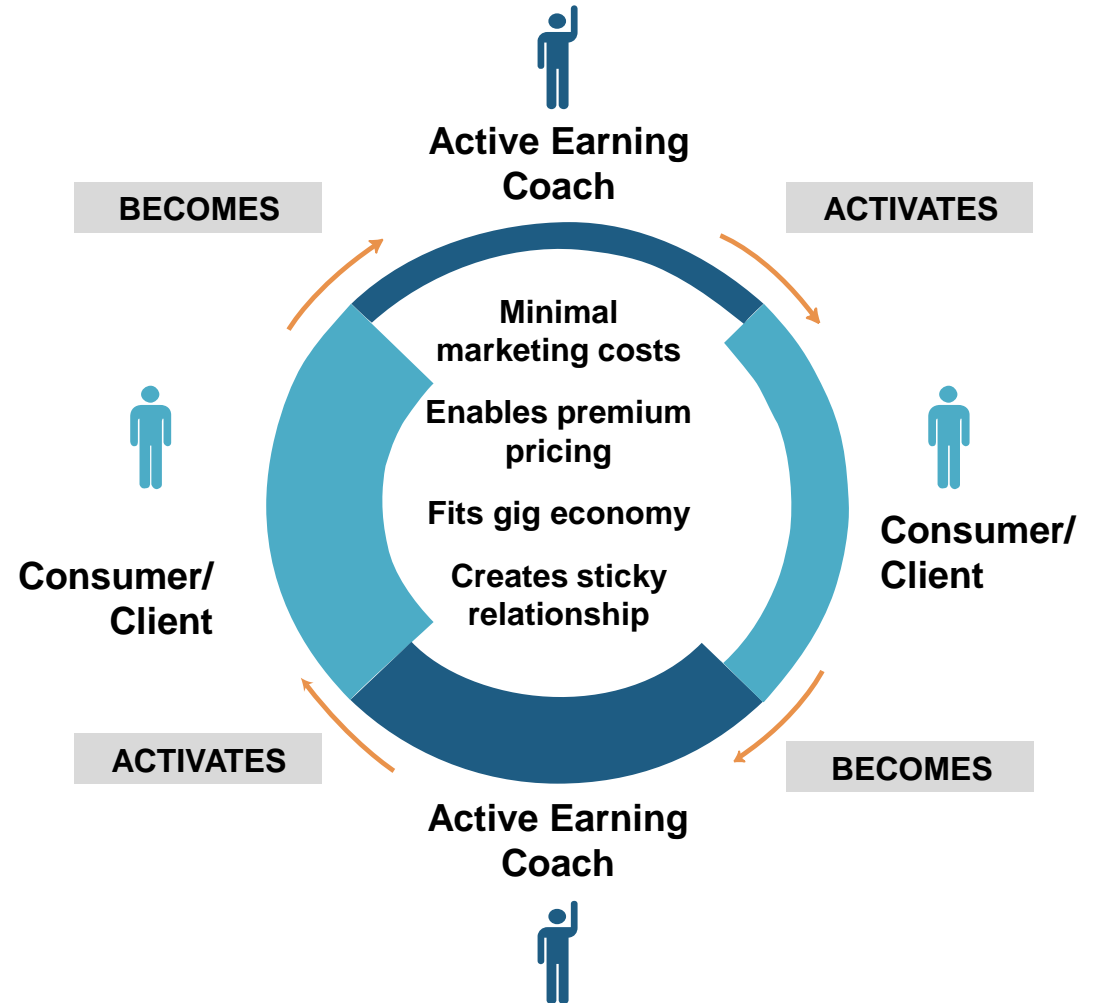 Active Earning
Coach
BECOMES
ACTIVATES
Minimal
marketing costs
Enables premium
pricing
Fits gig economy
Creates sticky
relationship
Consumer/
Client
Consumer/
Client
ACTIVATES
BECOMES
Active Earning
Coach